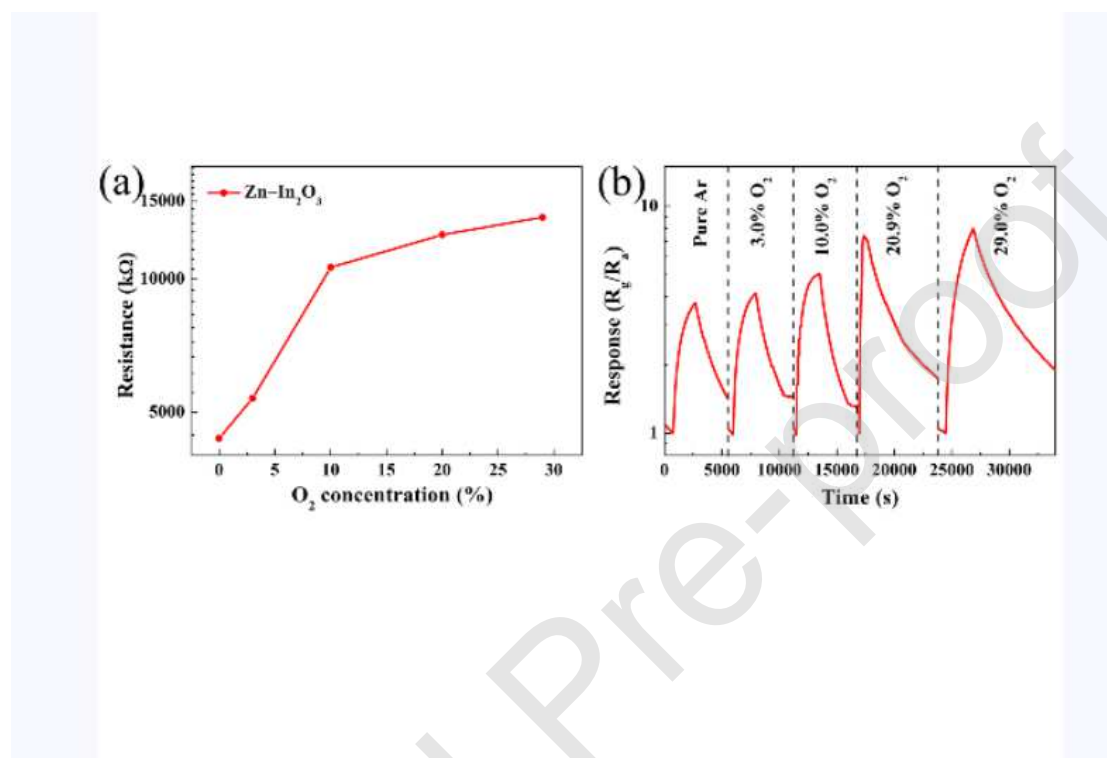 (a)
Zn–In₂O₃
15000
10000
5000
Resistance (kΩ)
0 5 10 15 20 25 30
O₂ concentration (%)
(b)
Pure Ar
3.0% O₂
10.0% O₂
20.9% O₂
29.0% O₂
10
1
Response (R_g/R_a)
0 5000 10000 15000 20000 25000 30000
Time (s)
Pre-proof